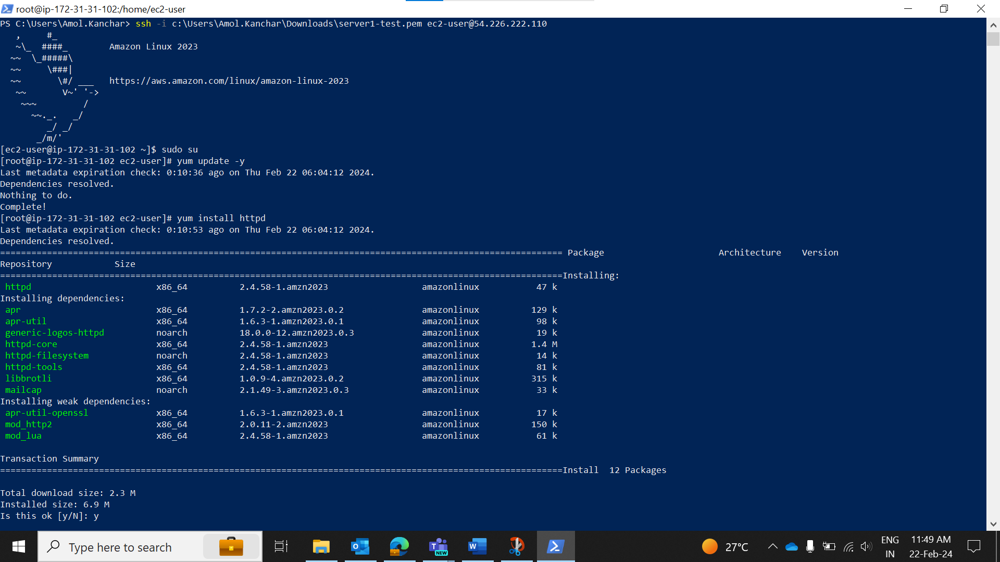 root@ip-172-31-31-102:/home/ec2-user
PS C:\Users\Amol.Kanchar> ssh -i c:\Users\Amol.Kanchar\Downloads\server1-test.pem ec2-user@54.226.222.110
   ,     #_
   ~\_  ####_        Amazon Linux 2023
  ~~  \_#####\
  ~~     \###|
  ~~       \#/ ___   https://aws.amazon.com/linux/amazon-linux-2023
   ~~       V~' '->
    ~~~         /
      ~~._.   _/
         _/ _/
       _/m/'
[ec2-user@ip-172-31-31-102 ~]$ sudo su
[root@ip-172-31-31-102 ec2-user]# yum update -y
Last metadata expiration check: 0:10:36 ago on Thu Feb 22 06:04:12 2024.
Dependencies resolved.
Nothing to do.
Complete!
[root@ip-172-31-31-102 ec2-user]# yum install httpd
Last metadata expiration check: 0:10:53 ago on Thu Feb 22 06:04:12 2024.
Dependencies resolved.
============================================================================================================ Package                      Architecture    Version
Repository            Size
============================================================================================================Installing:
 httpd                        x86_64          2.4.58-1.amzn2023                  amazonlinux           47 k
Installing dependencies:
 apr                          x86_64          1.7.2-2.amzn2023.0.2               amazonlinux          129 k
 apr-util                     x86_64          1.6.3-1.amzn2023.0.1               amazonlinux           98 k
 generic-logos-httpd          noarch          18.0.0-12.amzn2023.0.3             amazonlinux           19 k
 httpd-core                   x86_64          2.4.58-1.amzn2023                  amazonlinux          1.4 M
 httpd-filesystem             noarch          2.4.58-1.amzn2023                  amazonlinux           14 k
 httpd-tools                  x86_64          2.4.58-1.amzn2023                  amazonlinux           81 k
 libbrotli                    x86_64          1.0.9-4.amzn2023.0.2               amazonlinux          315 k
 mailcap                      noarch          2.1.49-3.amzn2023.0.3              amazonlinux           33 k
Installing weak dependencies:
 apr-util-openssl             x86_64          1.6.3-1.amzn2023.0.1               amazonlinux           17 k
 mod_http2                    x86_64          2.0.11-2.amzn2023                  amazonlinux          150 k
 mod_lua                      x86_64          2.4.58-1.amzn2023                  amazonlinux           61 k
Transaction Summary
============================================================================================================Install  12 Packages
Total download size: 2.3 M
Installed size: 6.9 M
Is this ok [y/N]: y
Type here to search
NEW
27°C
ENG
IN
11:49 AM
22-Feb-24